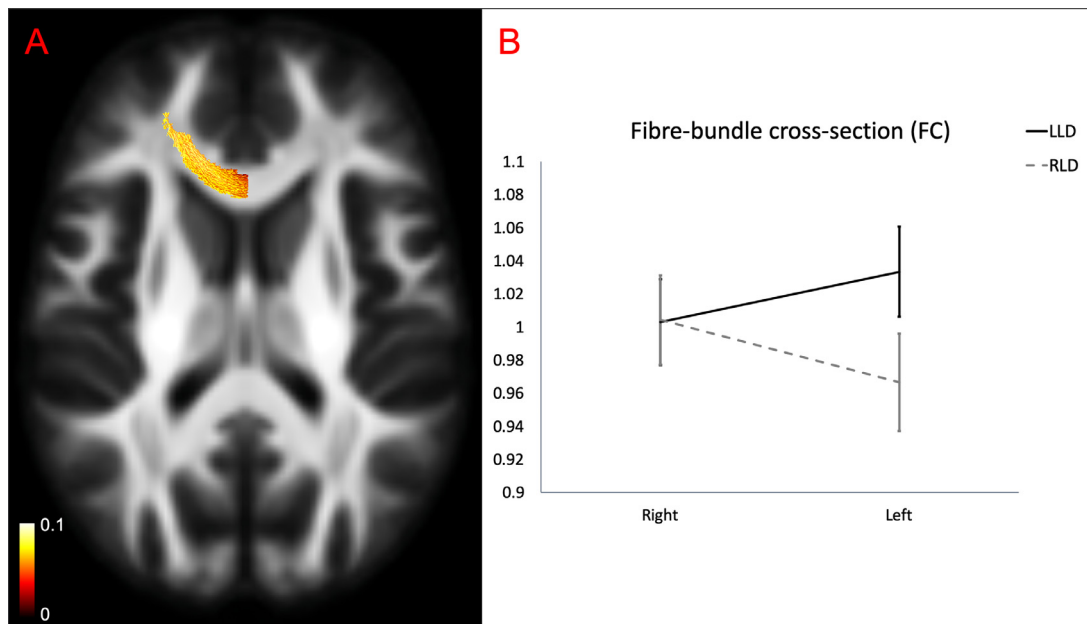 A
0.1
0
B
Fibre-bundle cross-section (FC)
LLD
RLD
1.1
1.08
1.06
1.04
1.02
1
0.98
0.96
0.94
0.92
0.9
Right
Left